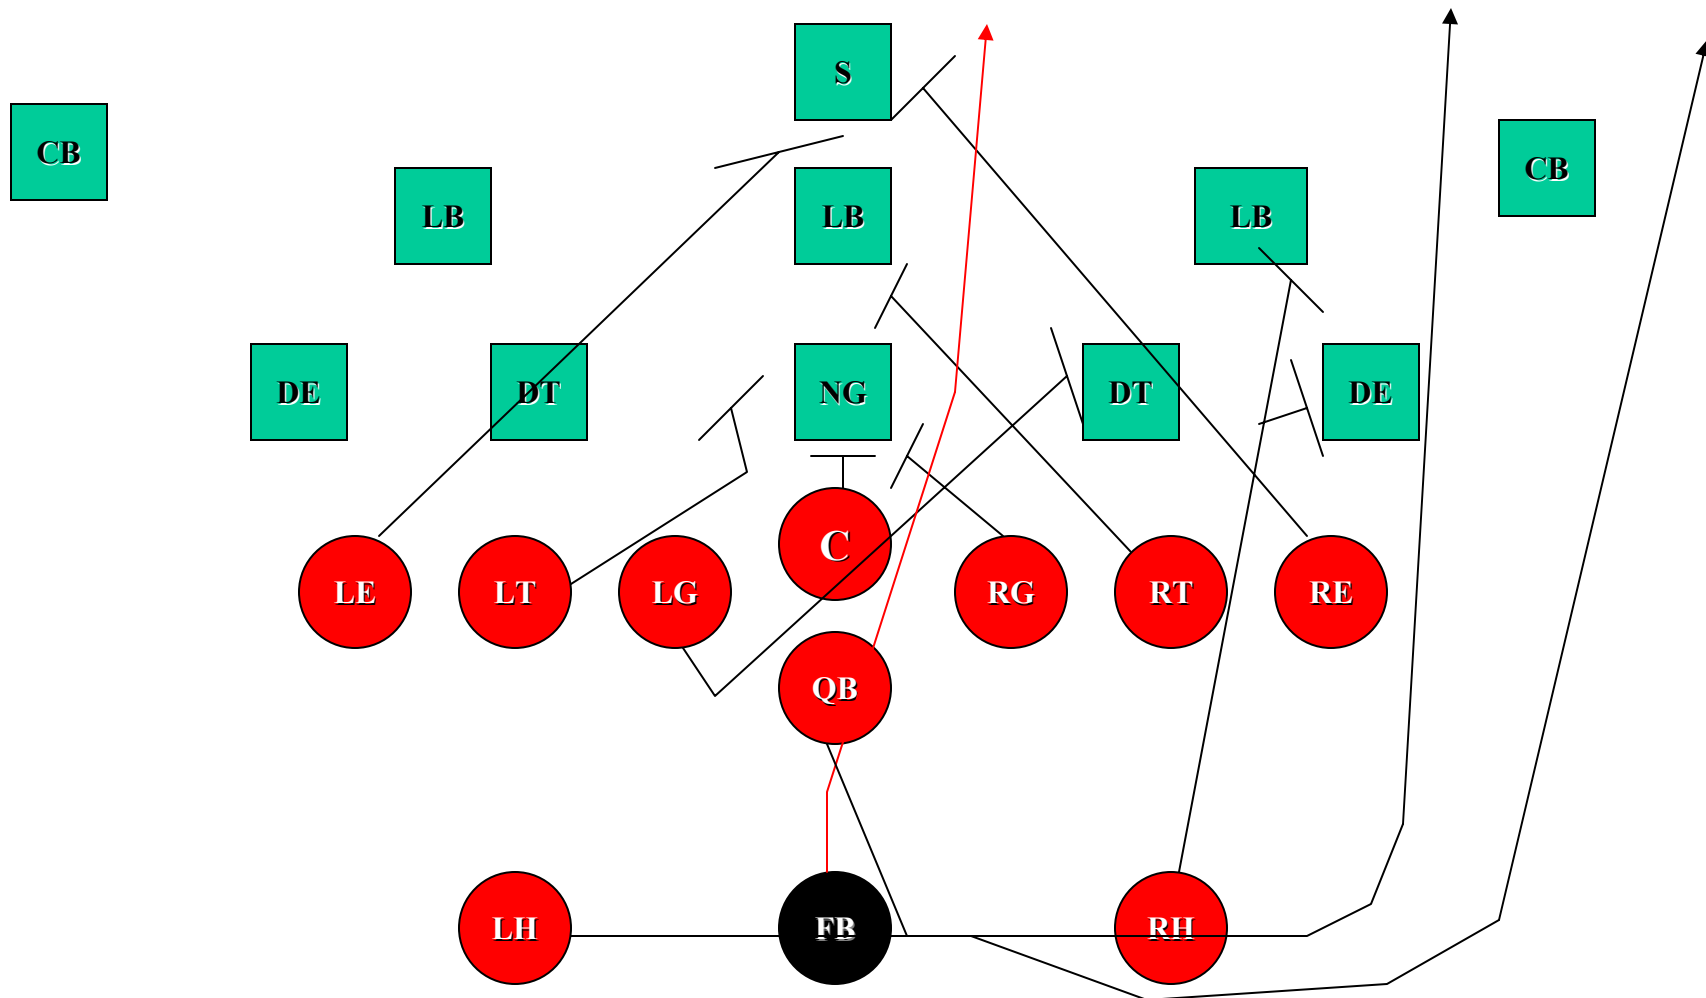 S
CB
CB
LB
LB
LB
DE
DT
NG
DT
DE
C
LE
LT
LG
RG
RT
RE
QB
LH
FB
RH